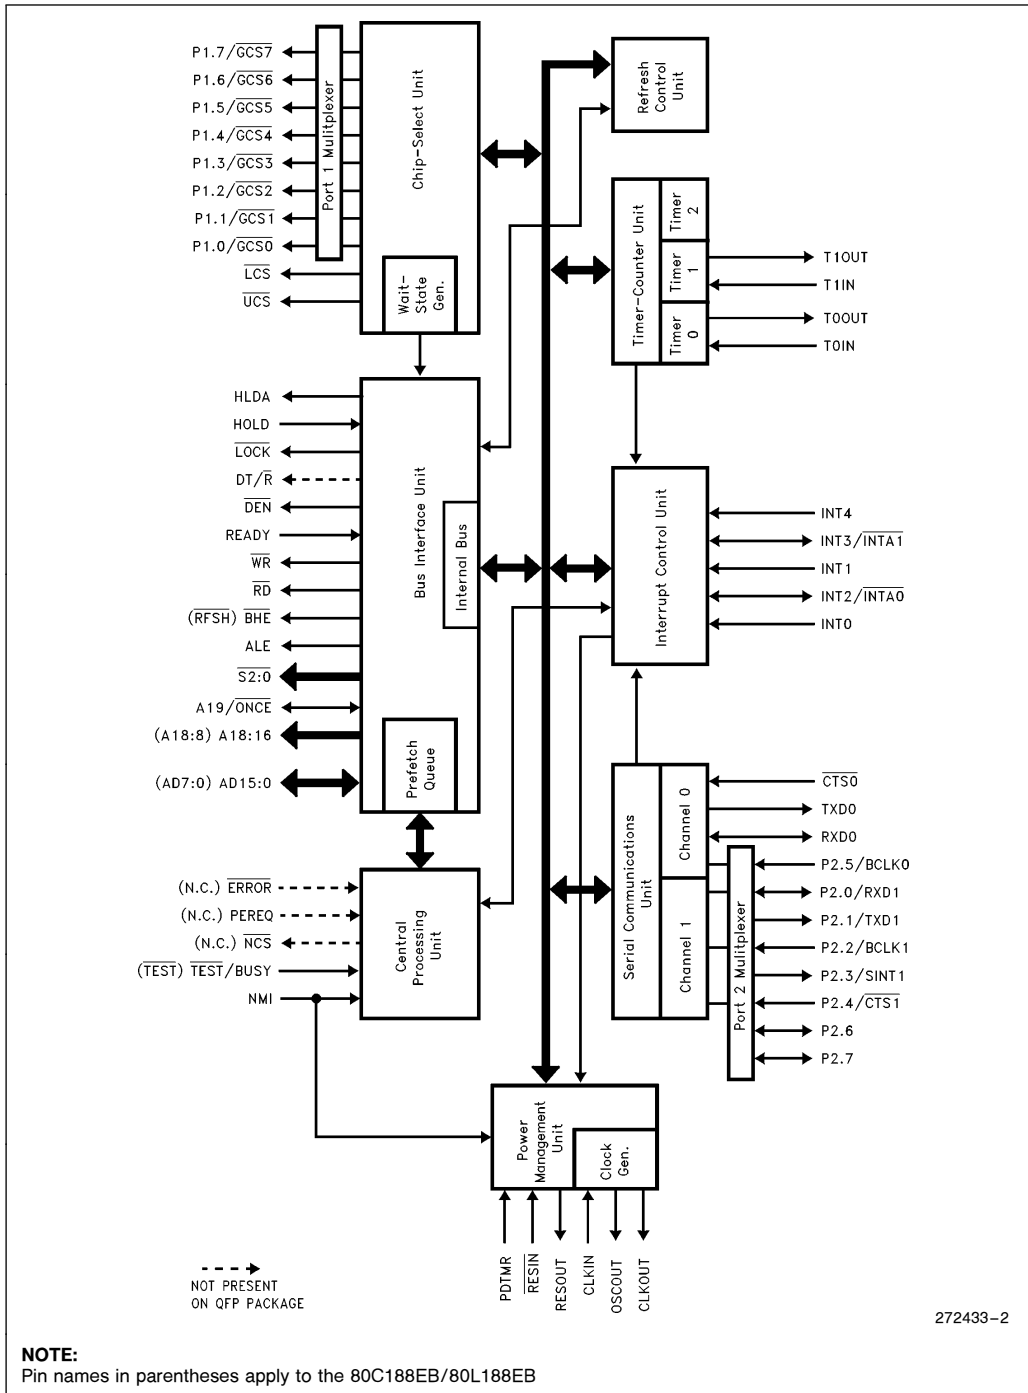 P1.7/GCS7
P1.6/GCS6
P1.5/GCS5
P1.4/GCS4
P1.3/GCS3
P1.2/GCS2
P1.1/GCS1
P1.0/GCS0
LCS
UCS
Port 1 Mulitplexer
Chip-Select Unit
Wait-
State
Gen.
Refresh
Control
Unit
Timer-Counter Unit
Timer
2
Timer
1
Timer
0
T1OUT
T1IN
T0OUT
T0IN
HLDA
HOLD
LOCK
DT/R
DEN
READY
WR
RD
(RFSH) BHE
ALE
S2:0
A19/ONCE
(A18:8) A18:16
(AD7:0) AD15:0
Bus Interface Unit
Internal Bus
Prefetch
Queue
Interrupt Control Unit
INT4
INT3/INTA1
INT1
INT2/INTA0
INT0
(N.C.) ERROR
(N.C.) PEREQ
(N.C.) NCS
(TEST) TEST/BUSY
NMI
Central
Processing
Unit
Serial Communications
Unit
Channel 0
Channel 1
Port 2 Mulitplexer
CTS0
TXD0
RXD0
P2.5/BCLK0
P2.0/RXD1
P2.1/TXD1
P2.2/BCLK1
P2.3/SINT1
P2.4/CTS1
P2.6
P2.7
Power
Management
Unit
Clock
Gen.
PDTMR
RESIN
RESOUT
CLKIN
OSCOUT
CLKOUT
NOT PRESENT
ON QFP PACKAGE
272433-2
NOTE:
Pin names in parentheses apply to the 80C188EB/80L188EB